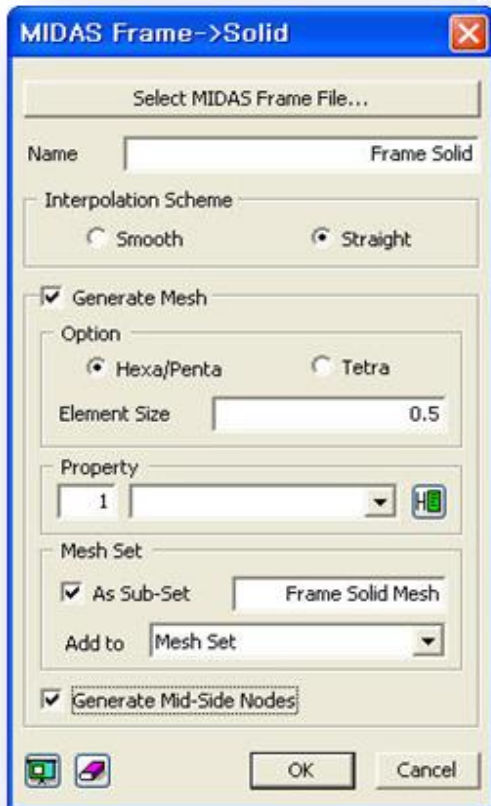 MIDAS Frame->Solid
Select MIDAS Frame File...
Name Frame Solid
Interpolation Scheme
Smooth Straight
Generate Mesh
Option
Hexa/Penta Tetra
Element Size 0.5
Property
1
Mesh Set
As Sub-Set Frame Solid Mesh
Add to Mesh Set
Generate Mid-Side Nodes
OK Cancel